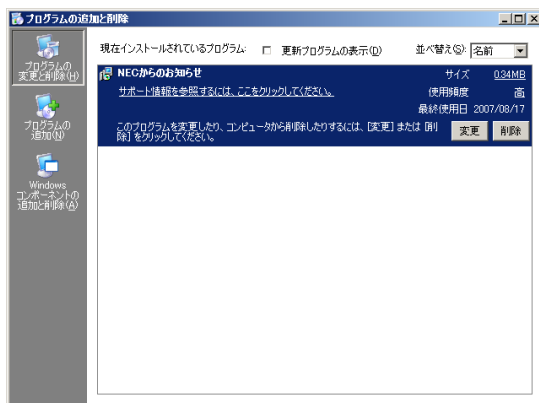 プログラムの追加と削除
プログラムの
変更と削除(H)
プログラムの
追加(N)
Windows
コンポーネントの
追加と削除(A)
現在インストールされているプログラム:
更新プログラムの表示(D)
並べ替え(S):
名前
NECからのお知らせ
サイズ
0.34MB
サポート情報を参照するには、ここをクリックしてください。
使用頻度
高
最終使用日
2007/08/17
このプログラムを変更したり、コンピュータから削除したりするには、[変更] または [削
除] をクリックしてください。
変更
削除